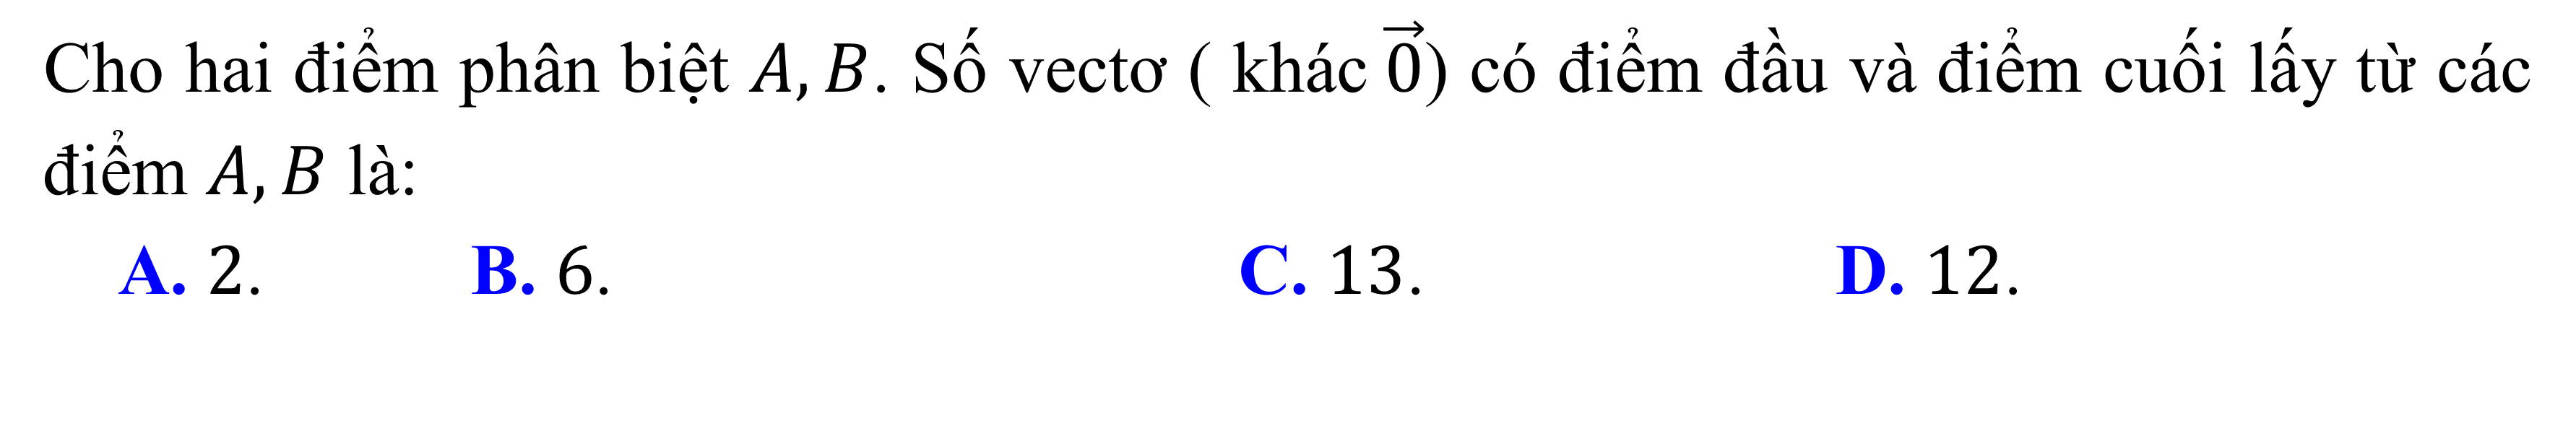 Cho hai điểm phân biệt A, B. Số vectơ ( khác $\overrightarrow{0}$) có điểm đầu và điểm cuối lấy từ các
điểm A, B là:
A. 2. B. 6. C. 13. D. 12.